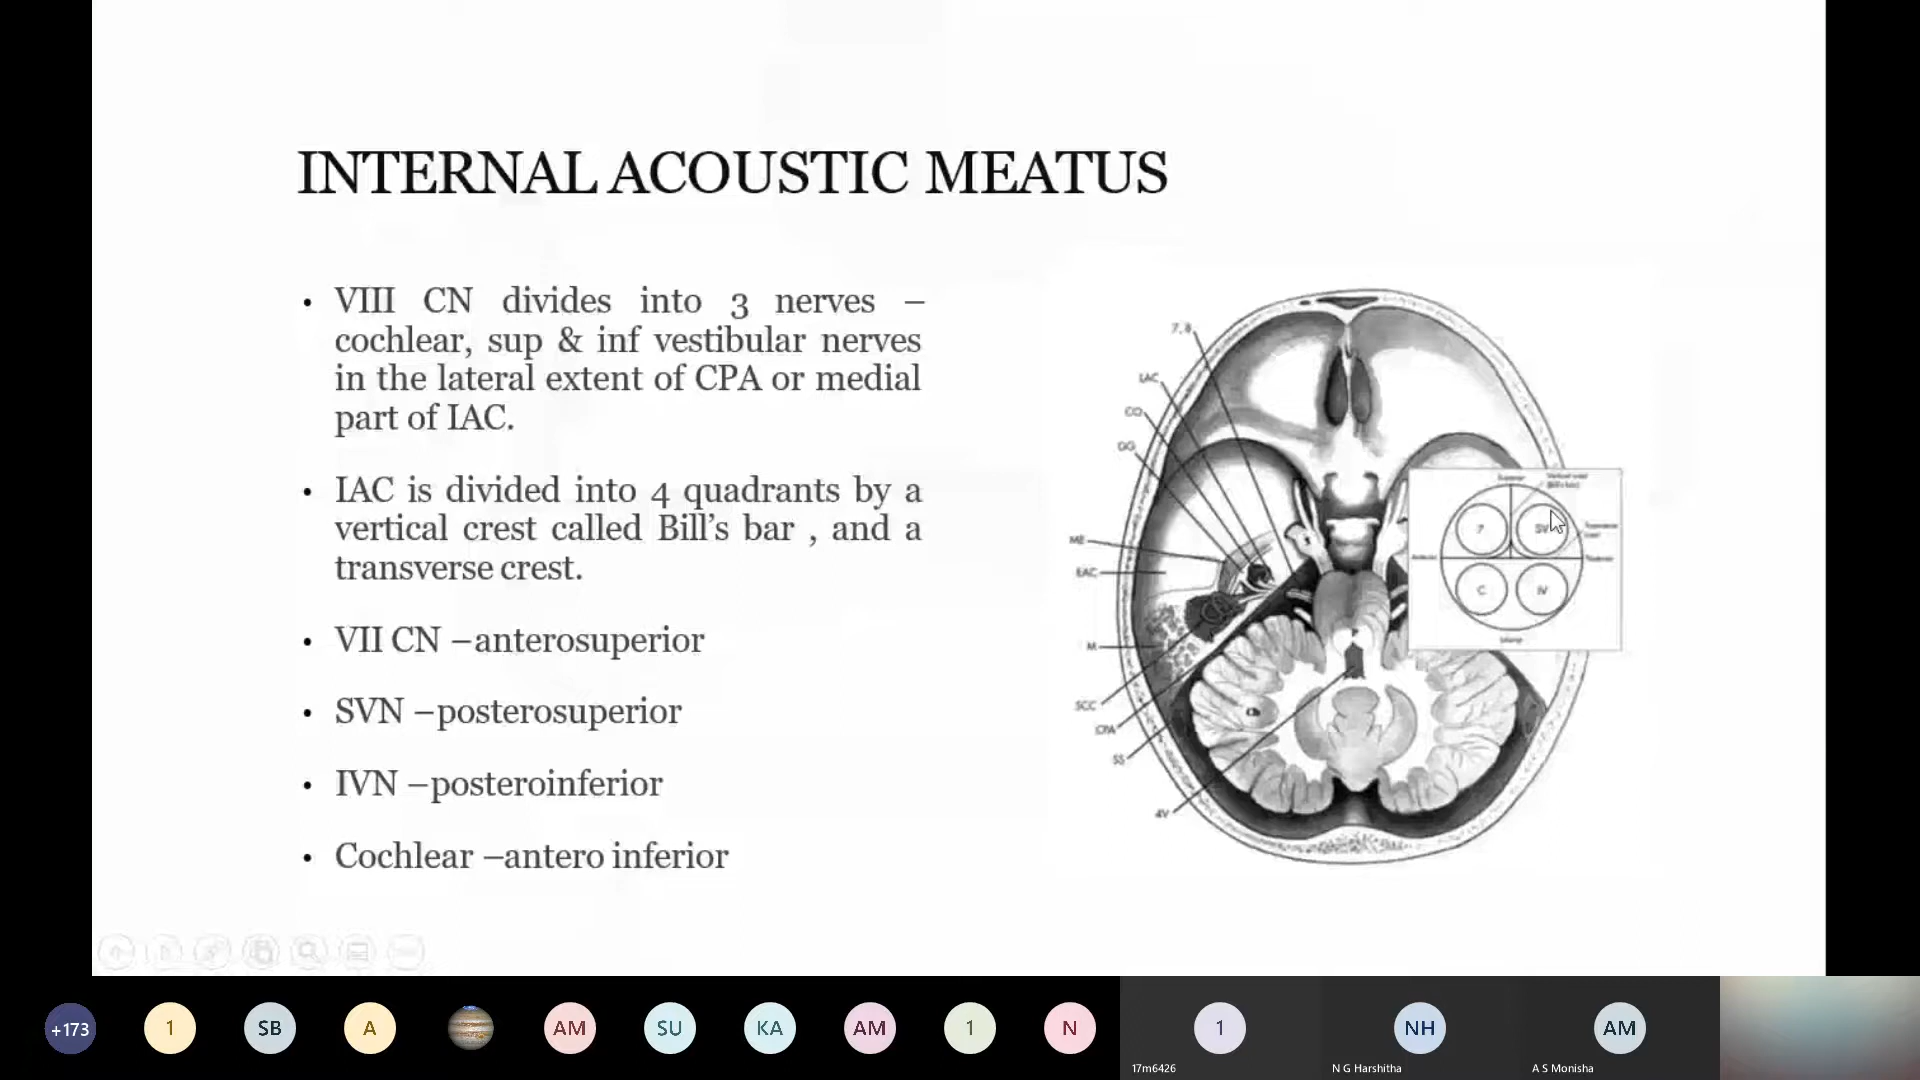 INTERNAL ACOUSTIC MEATUS
• VIII CN divides into 3 nerves –
cochlear, sup & inf vestibular nerves
in the lateral extent of CPA or medial
part of IAC.
• IAC is divided into 4 quadrants by a
vertical crest called Bill’s bar , and a
transverse crest.
• VII CN –anterosuperior
• SVN –posterosuperior
• IVN –posteroinferior
• Cochlear –antero inferior
7, 8
IAC
CO
GG
ME
EAC
M
SCC
CPA
SS
4V
Cb
7
C
IV
+173
1
SB
A
AM
SU
KA
AM
1
N
1
NH
AM
17m6426
N G Harshitha
A S Monisha